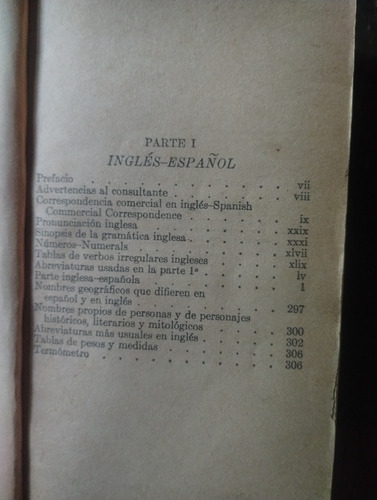 PARTE I
INGLÉS–ESPAÑOL
Prefacio . . . . . . . . . . vii
Advertencias al consultante . . . . . . viii
Correspondencia comercial en inglés–Spanish
Commercial Correspondence . . . . . ix
Pronunciación inglesa . . . . . . . xxix
Sinopsis de la gramática inglesa . . . . . xxxi
Números–Numerals . . . . . . . xlvii
Tablas de verbos irregulares ingleses . . . . xlix
Abreviaturas usadas en la parte 1ª . . . . lv
Parte inglesa–española . . . . . . . 1
Nombres geográficos que difieren en
español y en inglés . . . . . . . 297
Nombres propios de personas y de personajes
históricos, literarios y mitológicos . . . . 300
Abreviaturas más usuales en inglés . . . . 302
Tablas de pesos y medidas . . . . . . 306
Termómetro . . . . . . . . . 306